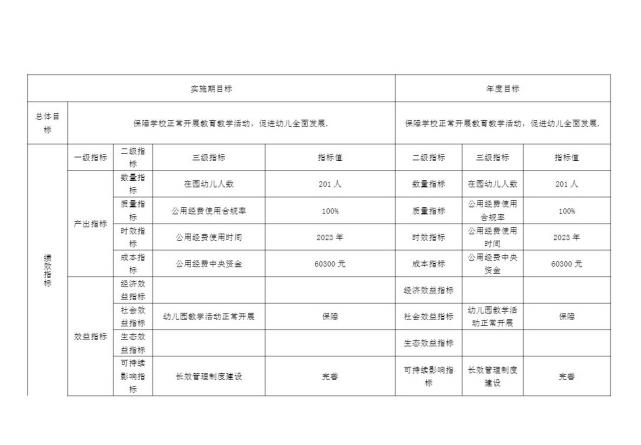 实施期目标 年度目标
总体目标 保障学校正常开展教育教学活动，促进幼儿全面发展. 保障学校正常开展教育教学活动，促进幼儿全面发展.
绩效指标
一级指标 二级指标 三级指标 指标值 二级指标 三级指标 指标值
产出指标
数量指标 在园幼儿人数 201 人 数量指标 在园幼儿人数 201 人
质量指标 公用经费使用合规率 100% 质量指标 公用经费使用合规率 100%
时效指标 公用经费使用时间 2023 年 时效指标 公用经费使用时间 2023 年
成本指标 公用经费中央资金 60300 元 成本指标 公用经费中央资金 60300 元
效益指标
经济效益指标 经济效益指标
社会效益指标 幼儿园教学活动正常开展 保障 社会效益指标 幼儿园教学活动正常开展 保障
生态效益指标 生态效益指标
可持续影响指标 长效管理制度建设 完善 可持续影响指标 长效管理制度建设 完善